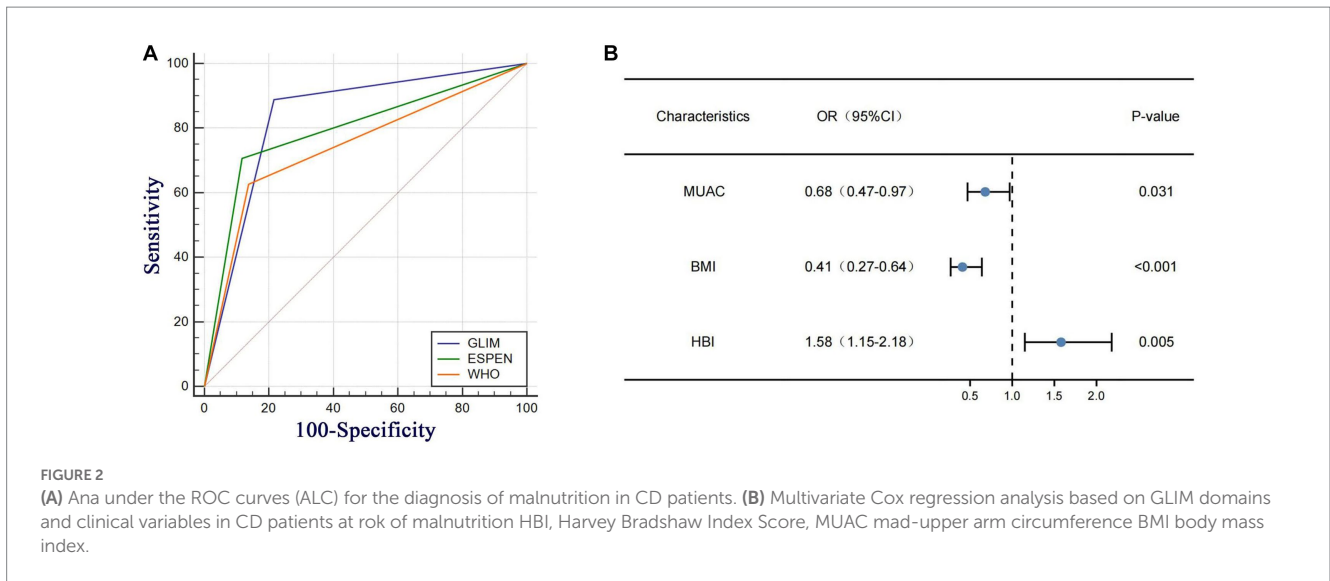 A
100
80
60
40
20
0
Sensitivity
0 20 40 60 80 100
100-Specificity
GLIM
ESPEN
WHO
B
Characteristics OR（95%CI） P-value
MUAC 0.68（0.47-0.97） 0.031
BMI 0.41（0.27-0.64） <0.001
HBI 1.58（1.15-2.18） 0.005
0.5 1.0 1.5 2.0
FIGURE 2
(A) Ana under the ROC curves (ALC) for the diagnosis of malnutrition in CD patients. (B) Multivariate Cox regression analysis based on GLIM domains
and clinical variables in CD patients at rok of malnutrition HBI, Harvey Bradshaw Index Score, MUAC mad-upper arm circumference BMI body mass
index.